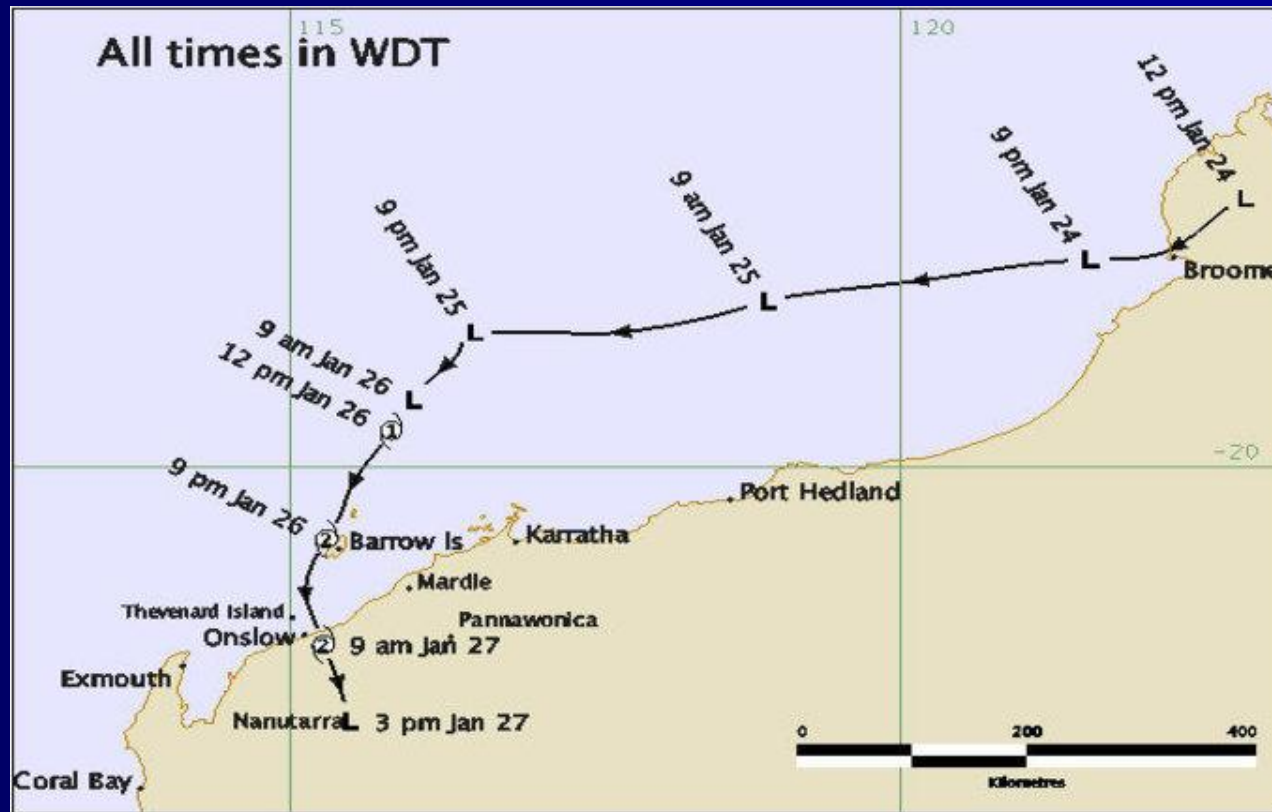 115
120
All times in WDT
12 pm Jan 24
9 pm Jan 24
9 am Jan 25
9 pm Jan 25
L
L
L
L
Broome
9 am Jan 26
12 pm Jan 26
L
1
-20
9 pm Jan 26
2
Barrow Is
Port Hedland
Karratha
Mardie
Thevenard Island
Pannawonica
Onslow
2
9 am Jan 27
Exmouth
Nanutarra
L
3 pm Jan 27
0
200
400
Kilometres
Coral Bay